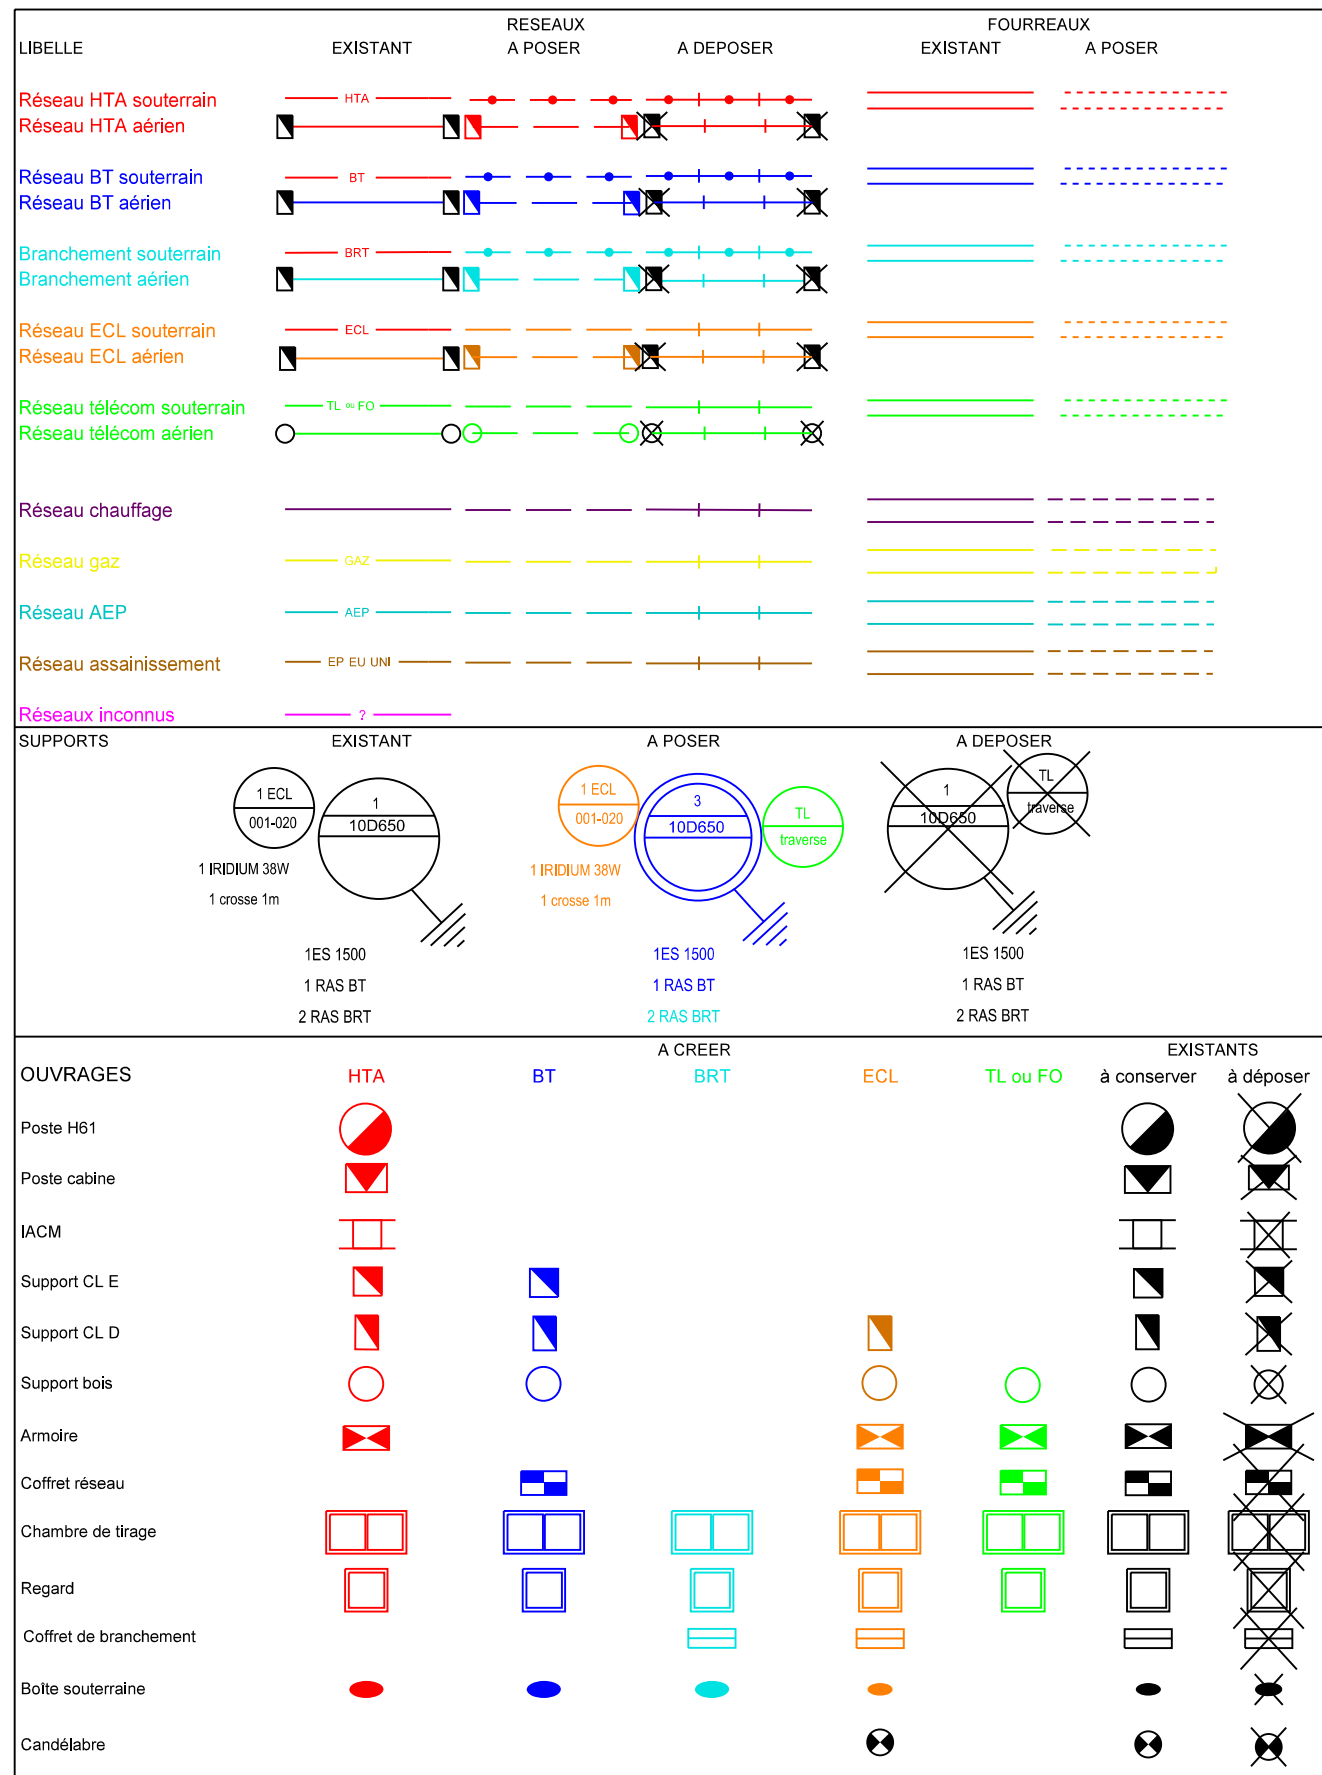 RESEAUX FOURREAUX
LIBELLE EXISTANT A POSER A DEPOSER EXISTANT A POSER
Réseau HTA souterrain HTA
Réseau HTA aérien
Réseau BT souterrain BT
Réseau BT aérien
Branchement souterrain BRT
Branchement aérien
Réseau ECL souterrain ECL
Réseau ECL aérien
Réseau télécom souterrain TL ou FO
Réseau télécom aérien
Réseau chauffage
Réseau gaz GAZ
Réseau AEP AEP
Réseau assainissement EP EU UNI
Réseaux inconnus ?
SUPPORTS EXISTANT A POSER A DEPOSER
1 ECL
001-020
1
10D650
1 IRIDIUM 38W
1 crosse 1m
1ES 1500
1 RAS BT
2 RAS BRT
1 ECL
001-020
3
10D650
TL
traverse
1 IRIDIUM 38W
1 crosse 1m
1ES 1500
1 RAS BT
2 RAS BRT
1
10D650
TL
traverse
1ES 1500
1 RAS BT
2 RAS BRT
A CREER EXISTANTS
OUVRAGES HTA BT BRT ECL TL ou FO à conserver à déposer
Poste H61
Poste cabine
IACM
Support CL E
Support CL D
Support bois
Armoire
Coffret réseau
Chambre de tirage
Regard
Coffret de branchement
Boîte souterraine
Candélabre